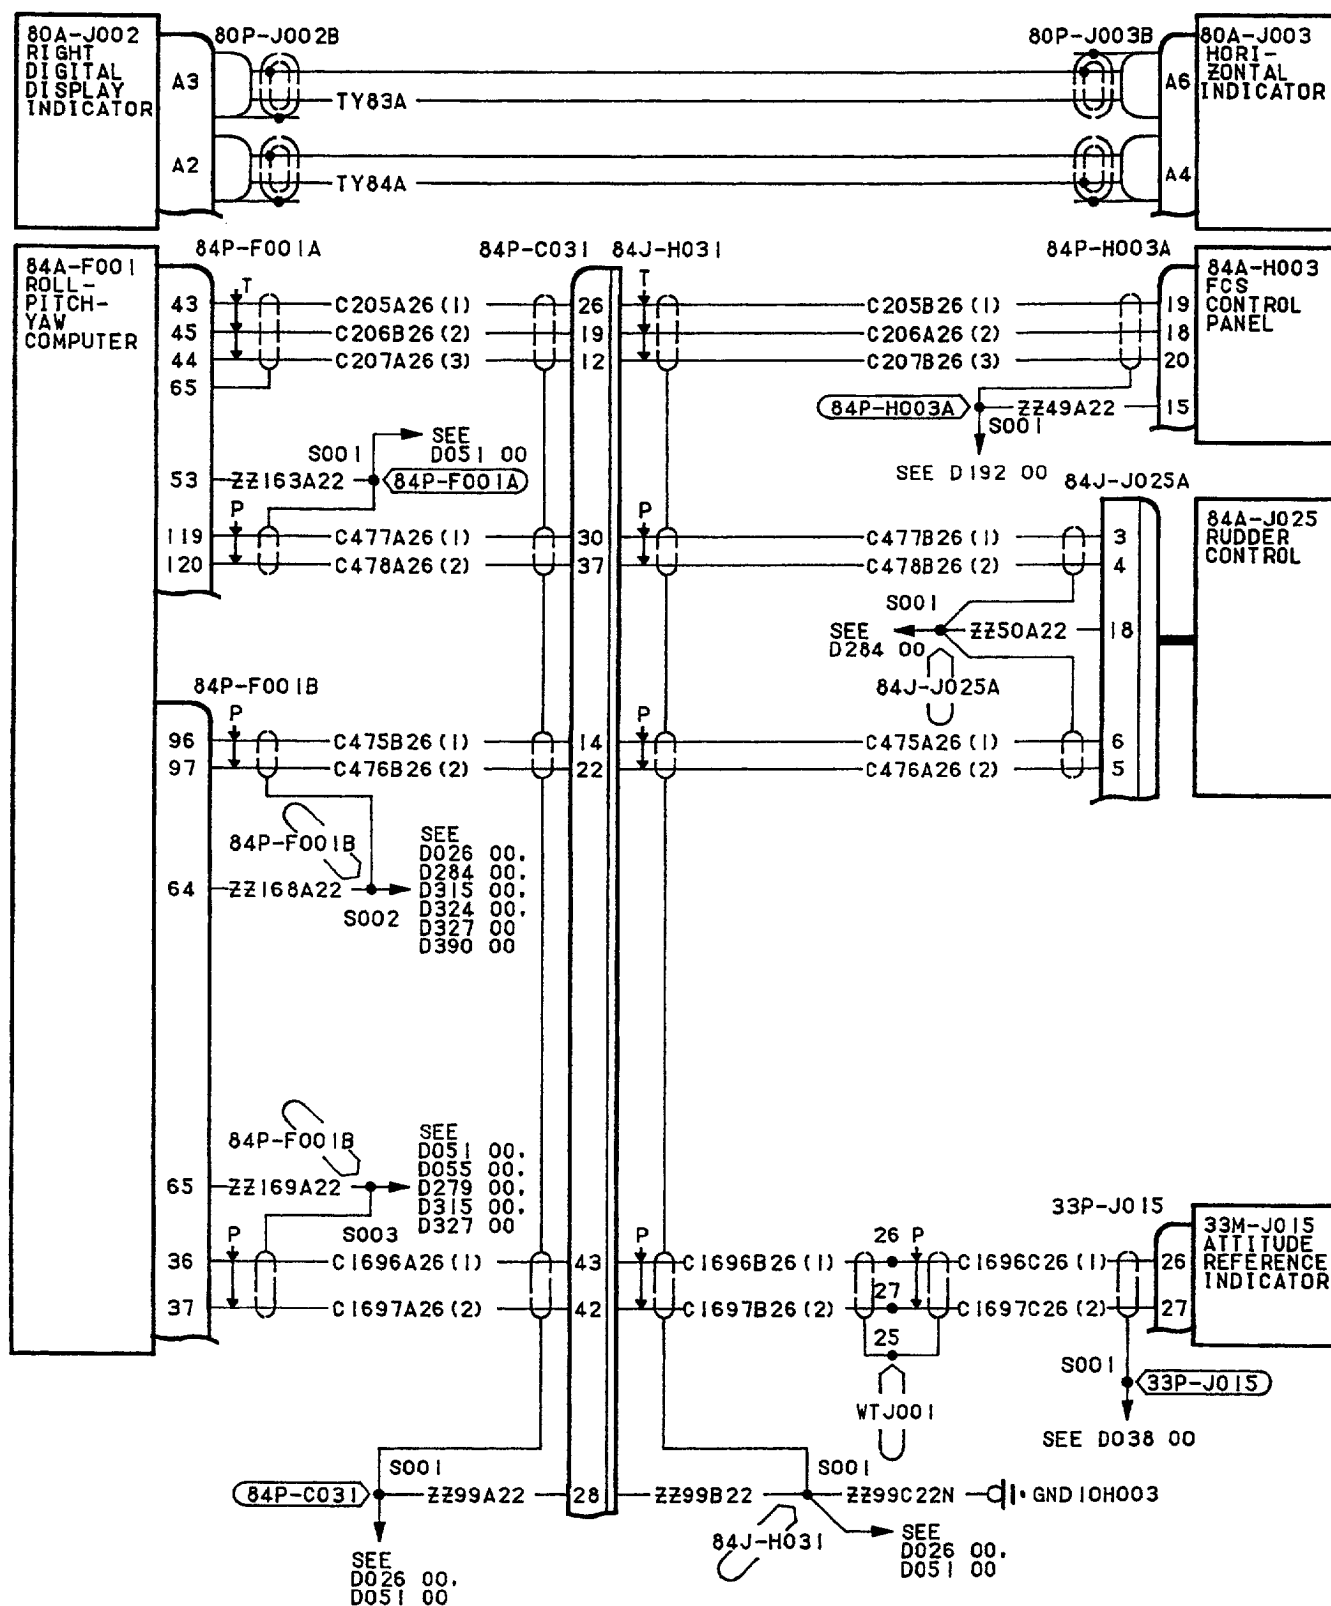 80A-J002
RIGHT
DIGITAL
DISPLAY
INDICATOR
80P-J002B
80P-J003B
80A-J003
HORI-
ZONTAL
INDICATOR
A3
TY83A
A6
A2
TY84A
A4
84P-F001A
84P-C031
84J-H031
84P-H003A
84A-F001
ROLL-
PITCH-
YAW
COMPUTER
84A-H003
FCS
CONTROL
PANEL
T
T
43
C205A26(1)
26
C205B26(1)
19
45
C206B26(2)
19
C206A26(2)
18
44
C207A26(3)
12
C207B26(3)
20
65
84P-H003A
ZZ49A22
15
S001
SEE D192 00
SEE
D051 00
S001
53
ZZ163A22
84P-F001A
84J-J025A
84A-J025
RUDDER
CONTROL
P
P
119
C477A26(1)
30
C477B26(1)
3
120
C478A26(2)
37
C478B26(2)
4
S001
SEE
D284 00
ZZ50A22
18
84J-J025A
84P-F001B
P
P
96
C475B26(1)
14
C475A26(1)
6
97
C476B26(2)
22
C476A26(2)
5
84P-F001B
64
ZZ168A22
S002
SEE
D026 00,
D284 00,
D315 00,
D324 00,
D327 00
D390 00
84P-F001B
65
ZZ169A22
S003
SEE
D051 00,
D055 00,
D279 00,
D315 00,
D327 00
33P-J015
33M-J015
ATTITUDE
REFERENCE
INDICATOR
P
P
26
P
36
C1696A26(1)
43
C1696B26(1)
C1696C26(1)
26
27
37
C1697A26(2)
42
C1697B26(2)
C1697C26(2)
27
25
WTJ001
S001
33P-J015
SEE D038 00
S001
S001
84P-C031
ZZ99A22
28
ZZ99B22
ZZ99C22N
GND10H003
84J-H031
SEE
D026 00,
D051 00
SEE
D026 00,
D051 00